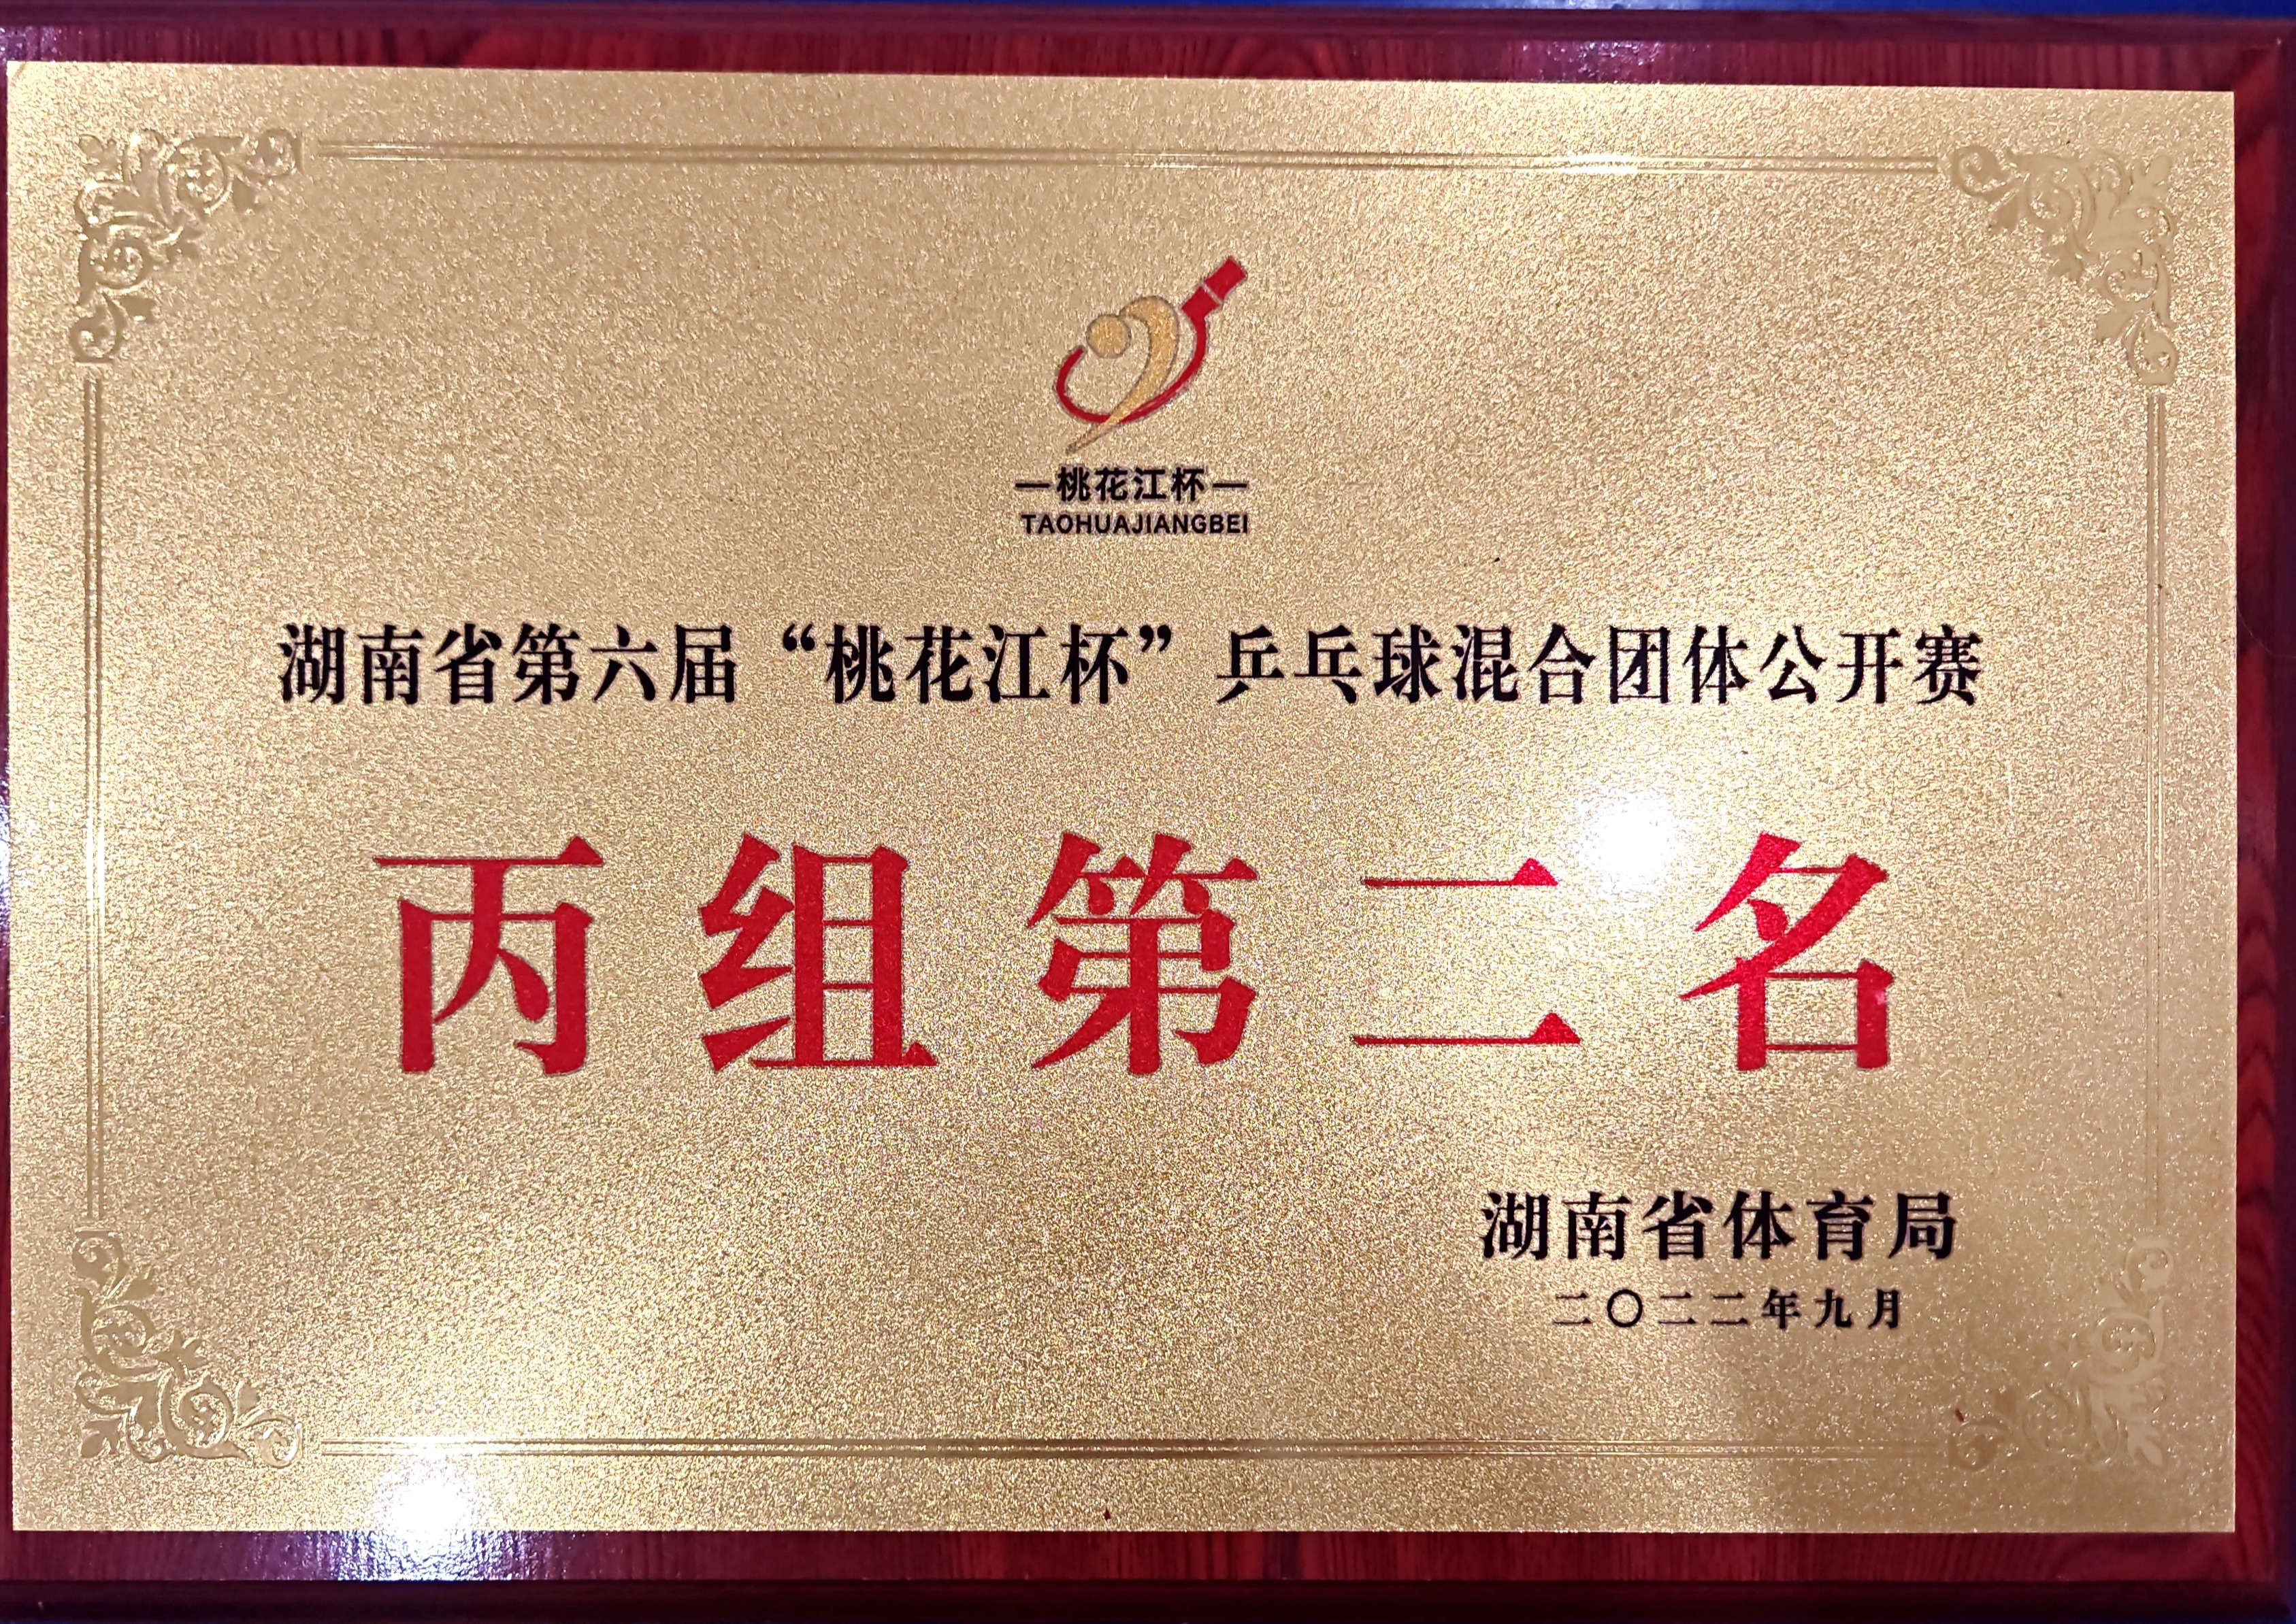 —桃花江杯—
TAOHUAJIANGBEI
湖南省第六届“桃花江杯”乒乓球混合团体公开赛
丙组第二名
湖南省体育局
二〇二二年九月